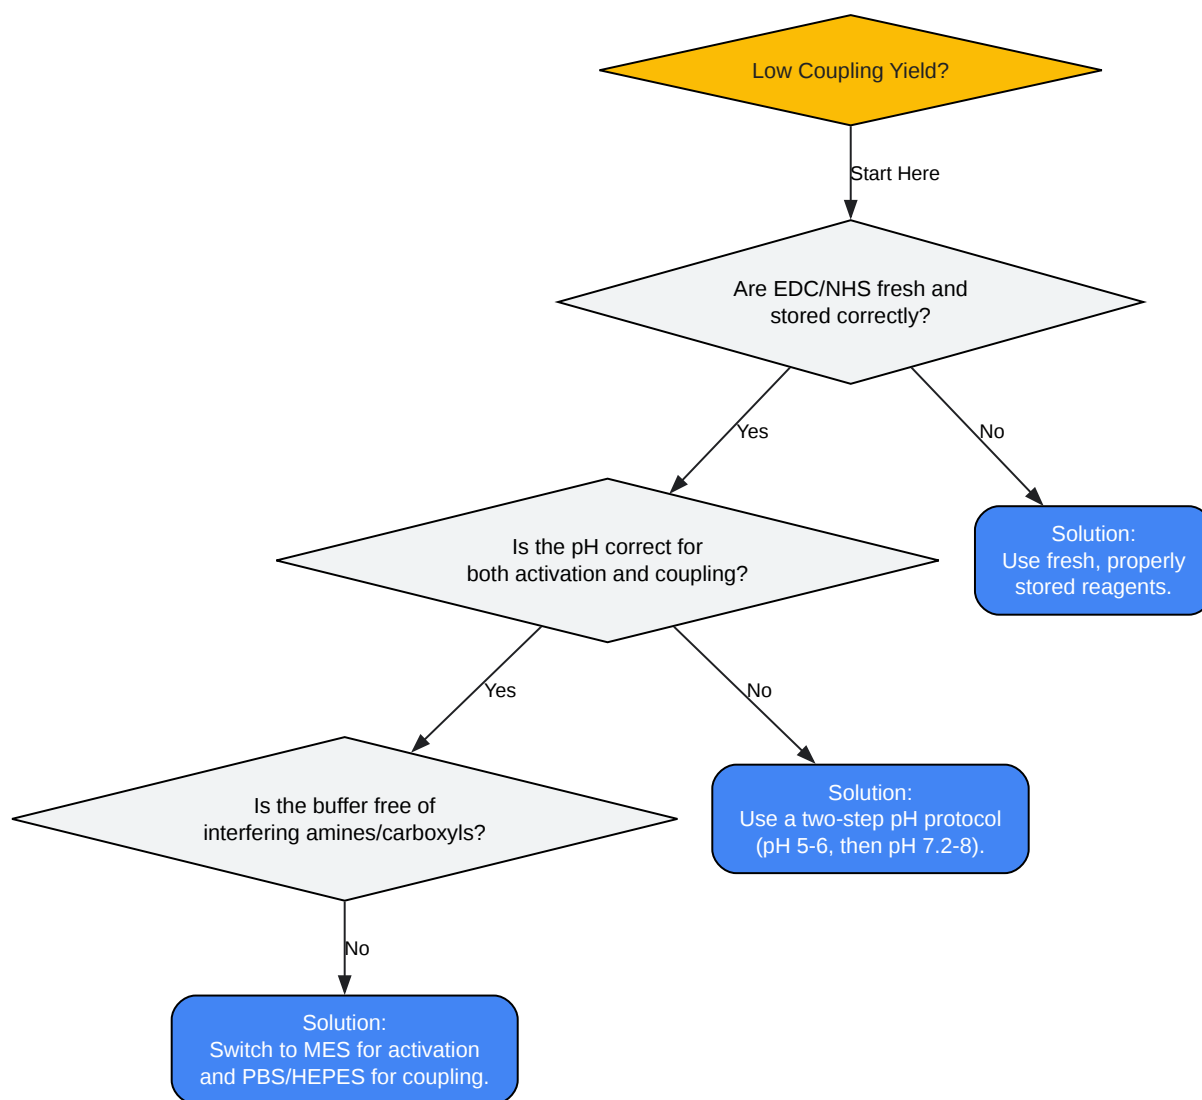 Low Coupling Yield?
Start Here
Are EDC/NHS fresh and
stored correctly?
Yes
No
Is the pH correct for
both activation and coupling?
Solution:
Use fresh, properly
stored reagents.
Yes
No
Is the buffer free of
interfering amines/carboxyls?
Solution:
Use a two-step pH protocol
(pH 5-6, then pH 7.2-8).
No
Solution:
Switch to MES for activation
and PBS/HEPES for coupling.